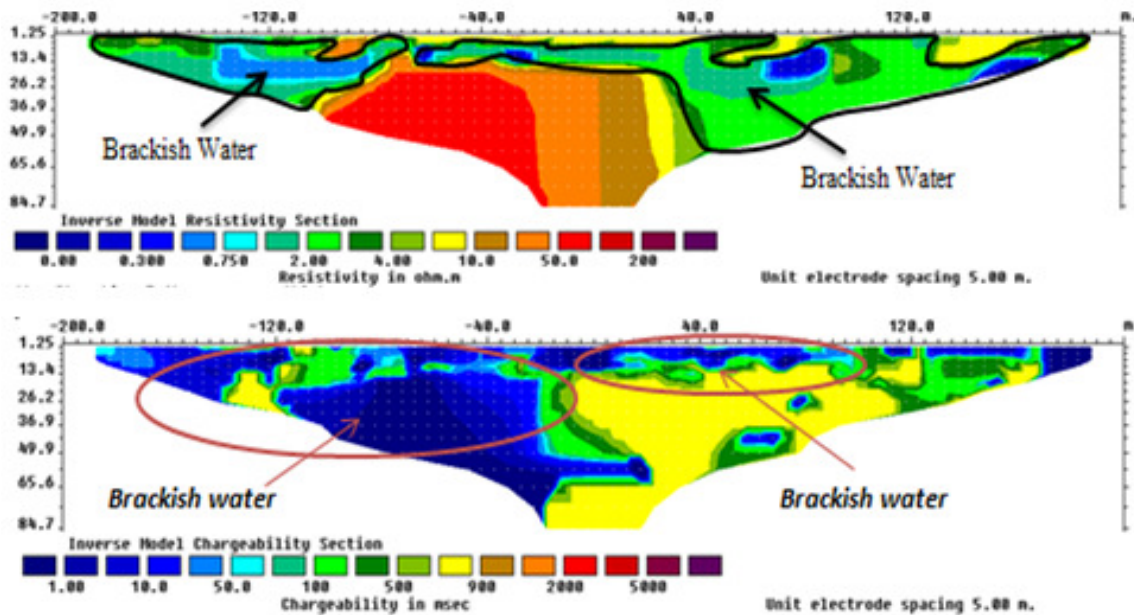 -200.0 -120.0 -40.0 40.0 120.0 m.
1.25
13.4
26.2
36.9
49.9
65.6
84.7
Brackish Water
Brackish Water
Inverse Model Resistivity Section
0.00 0.300 0.750 2.00 4.00 10.0 50.0 200
Resistivity in ohm.m Unit electrode spacing 5.00 m.
-200.0 -120.0 -40.0 40.0 120.0 m
1.25
13.4
26.2
36.9
49.9
65.6
84.7
Brackish water
Brackish water
Inverse Model Chargeability Section
1.00 10.0 50.0 100 500 900 2000 5000
Chargeability in msec Unit electrode spacing 5.00 m.